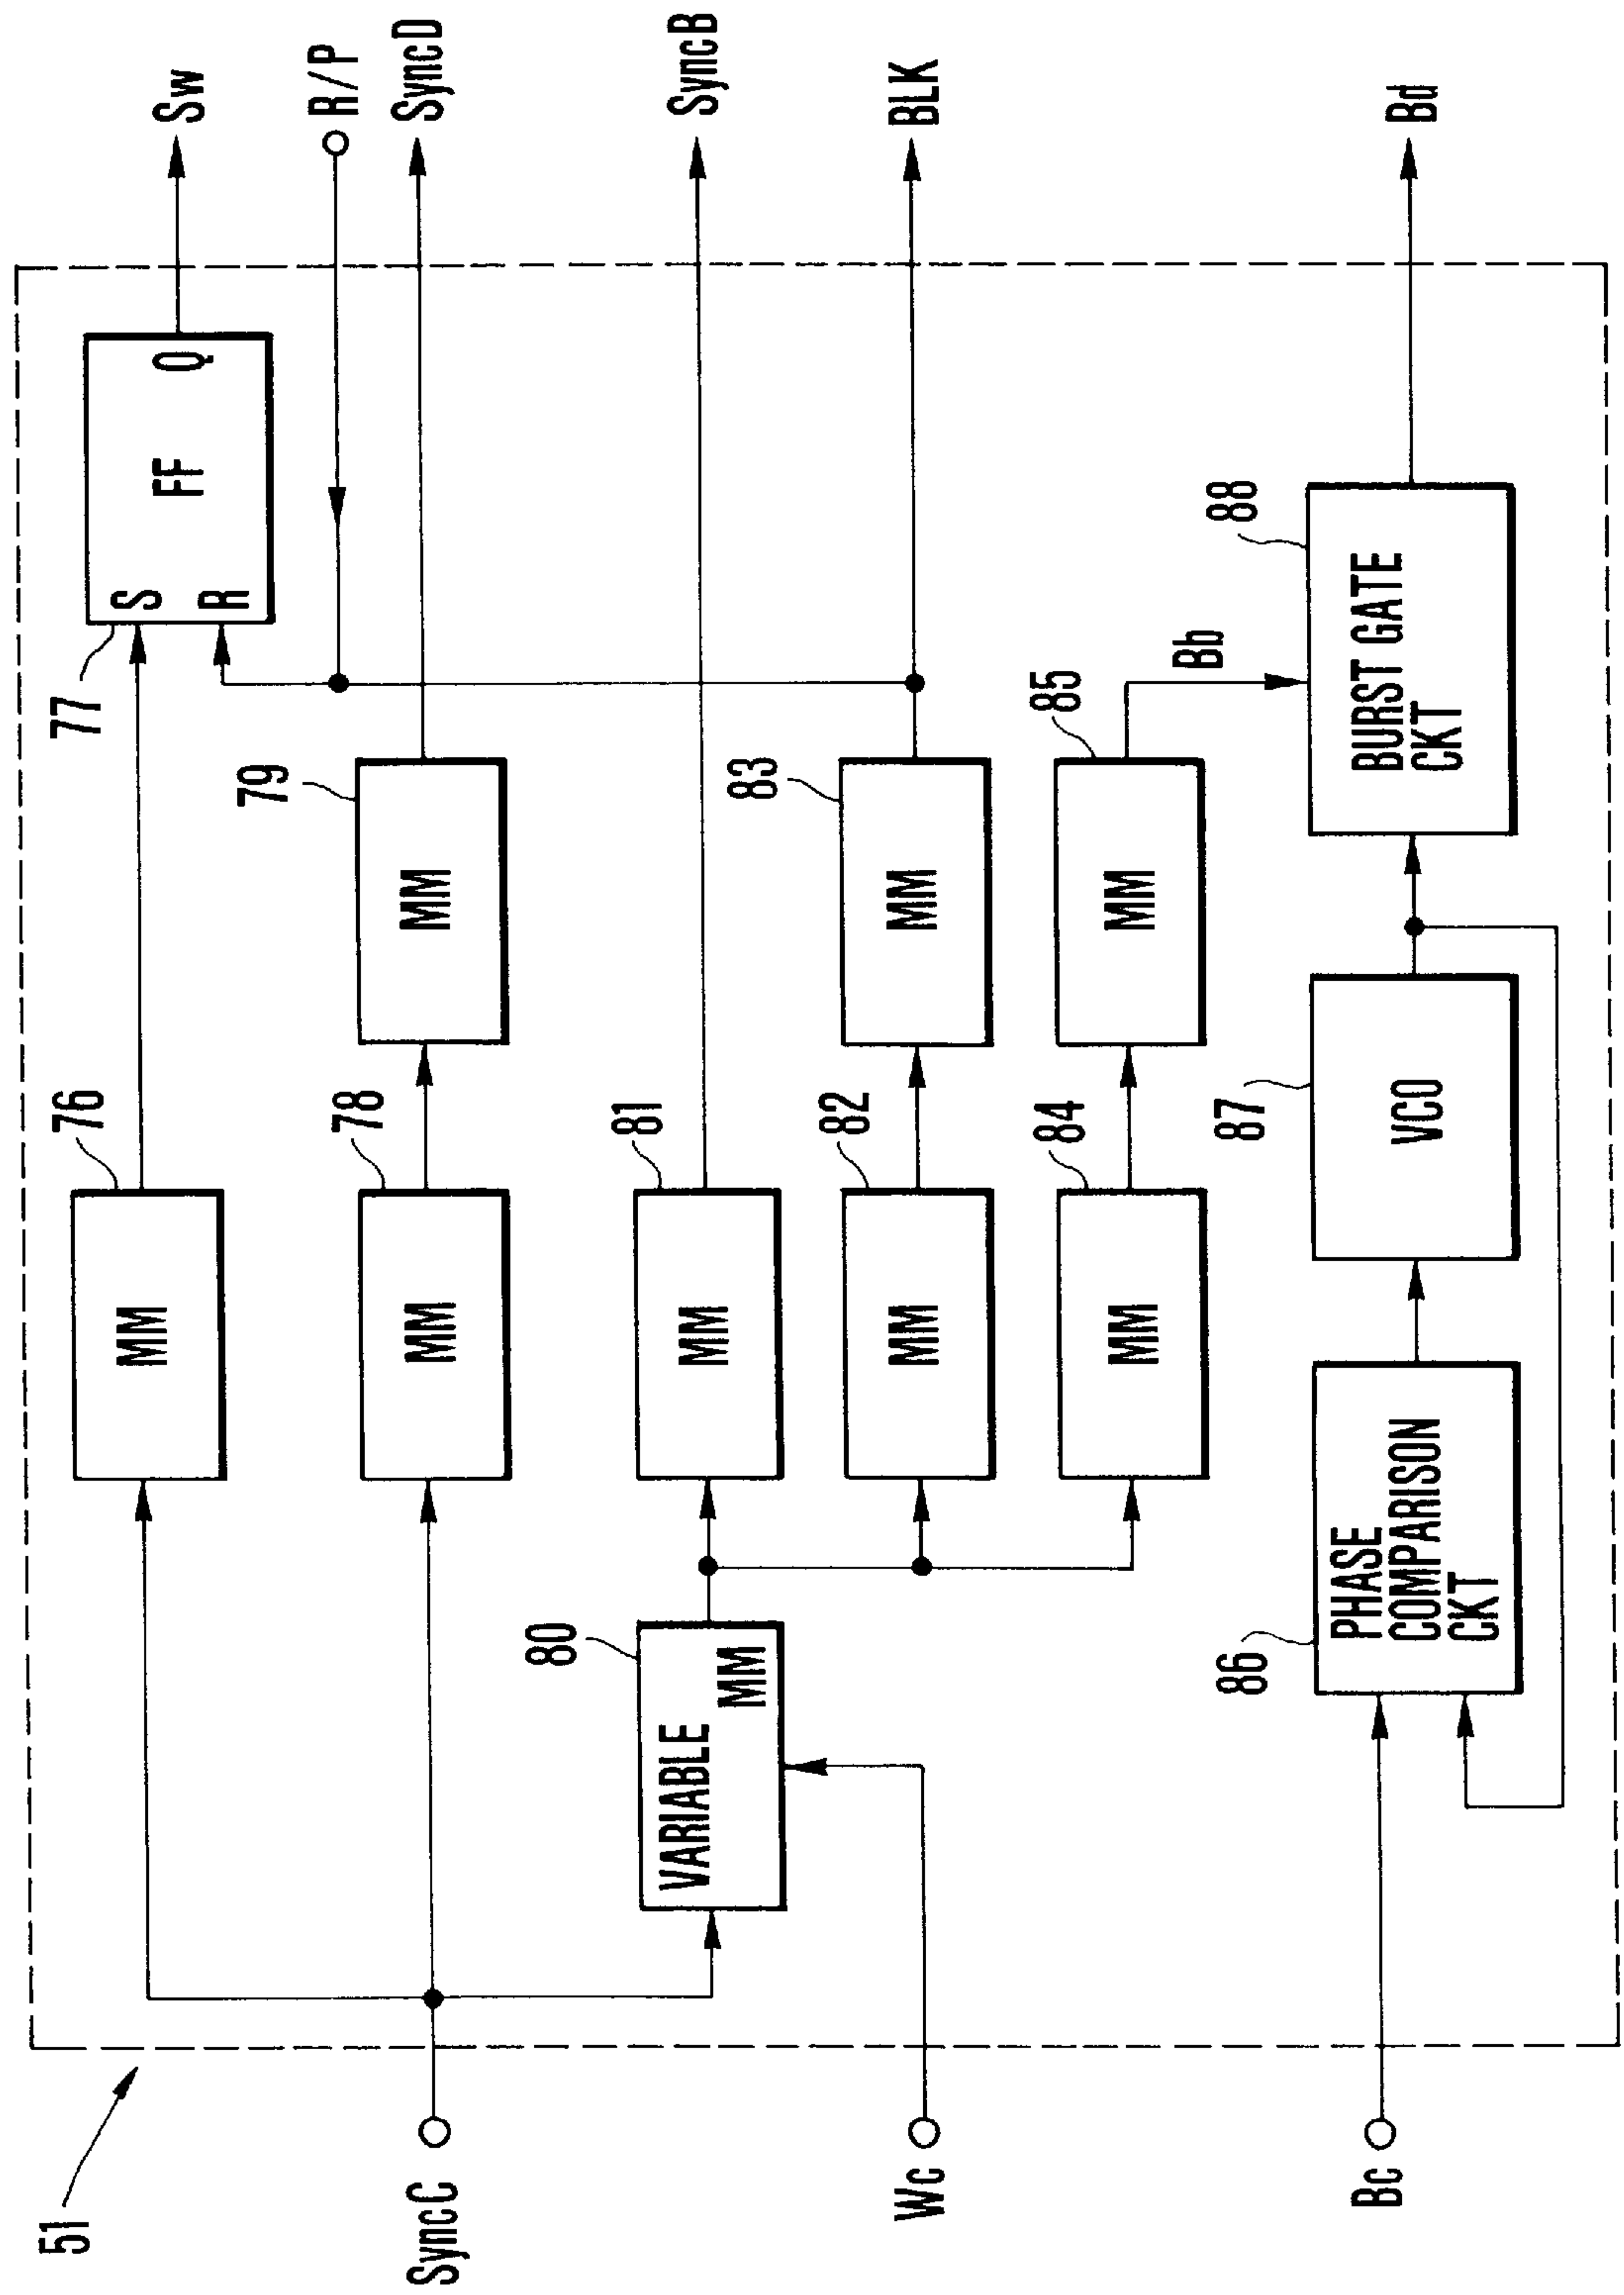 51
SyncC
Wc
Bc
76
MM
77
S
R
FF
Q
Sw
R/P
78
MM
79
MM
SyncD
80
VARIABLE
MM
81
MM
SyncB
82
MM
83
MM
BLK
84
MM
85
MM
Bb
86
PHASE
COMPARISON
CKT
87
VCO
88
BURST GATE
CKT
Bd